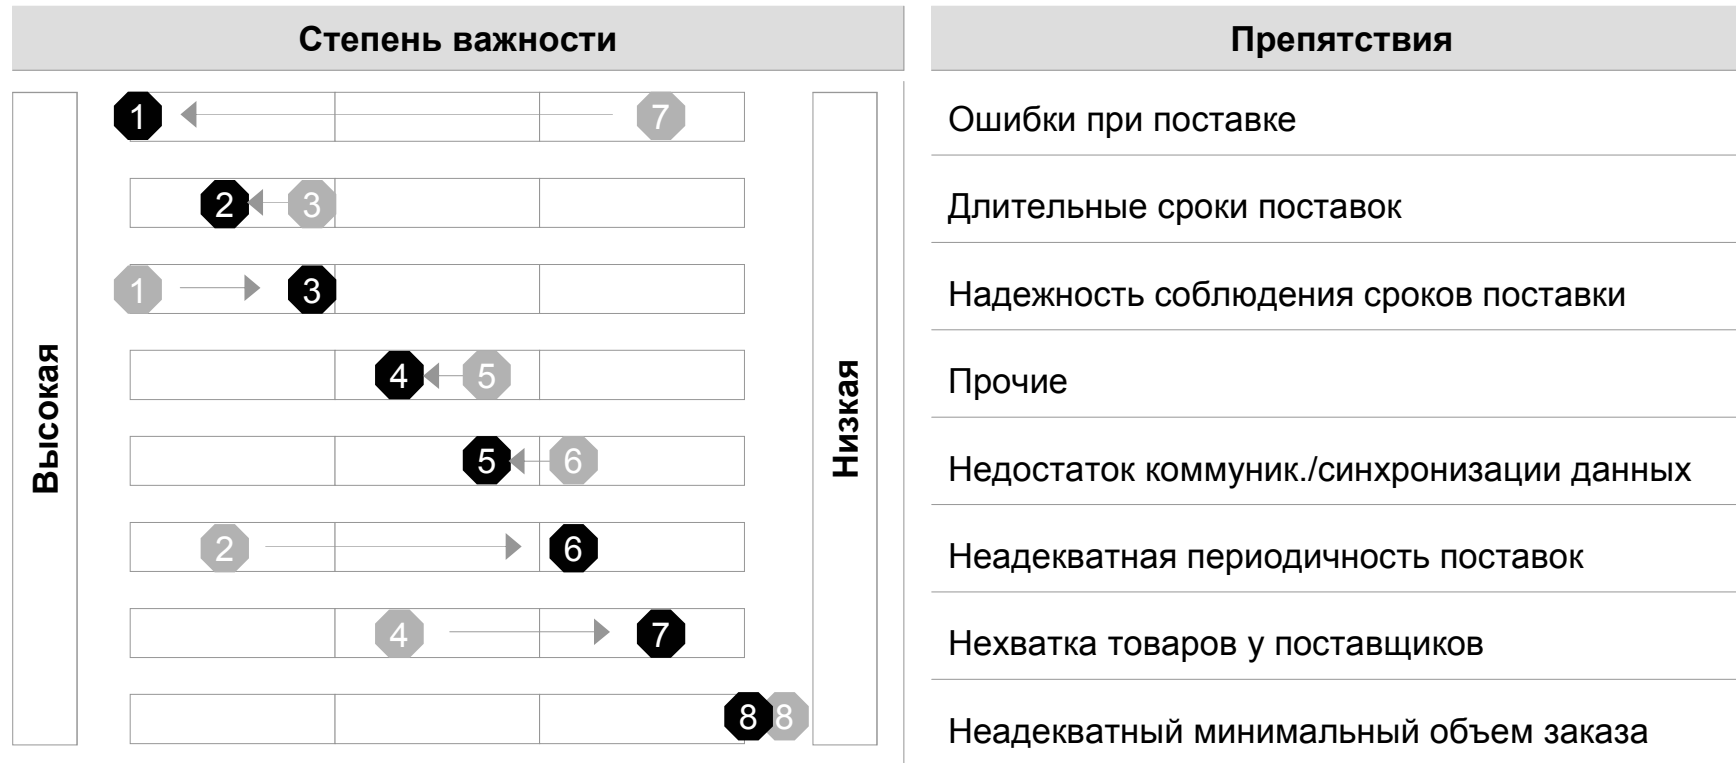 Степень важности
Препятствия
Высокая
Низкая
1 7 Ошибки при поставке
2 3 Длительные сроки поставок
1 3 Надежность соблюдения сроков поставки
4 5 Прочие
5 6 Недостаток коммуник./синхронизации данных
2 6 Неадекватная периодичность поставок
4 7 Нехватка товаров у поставщиков
8 8 Неадекватный минимальный объем заказа